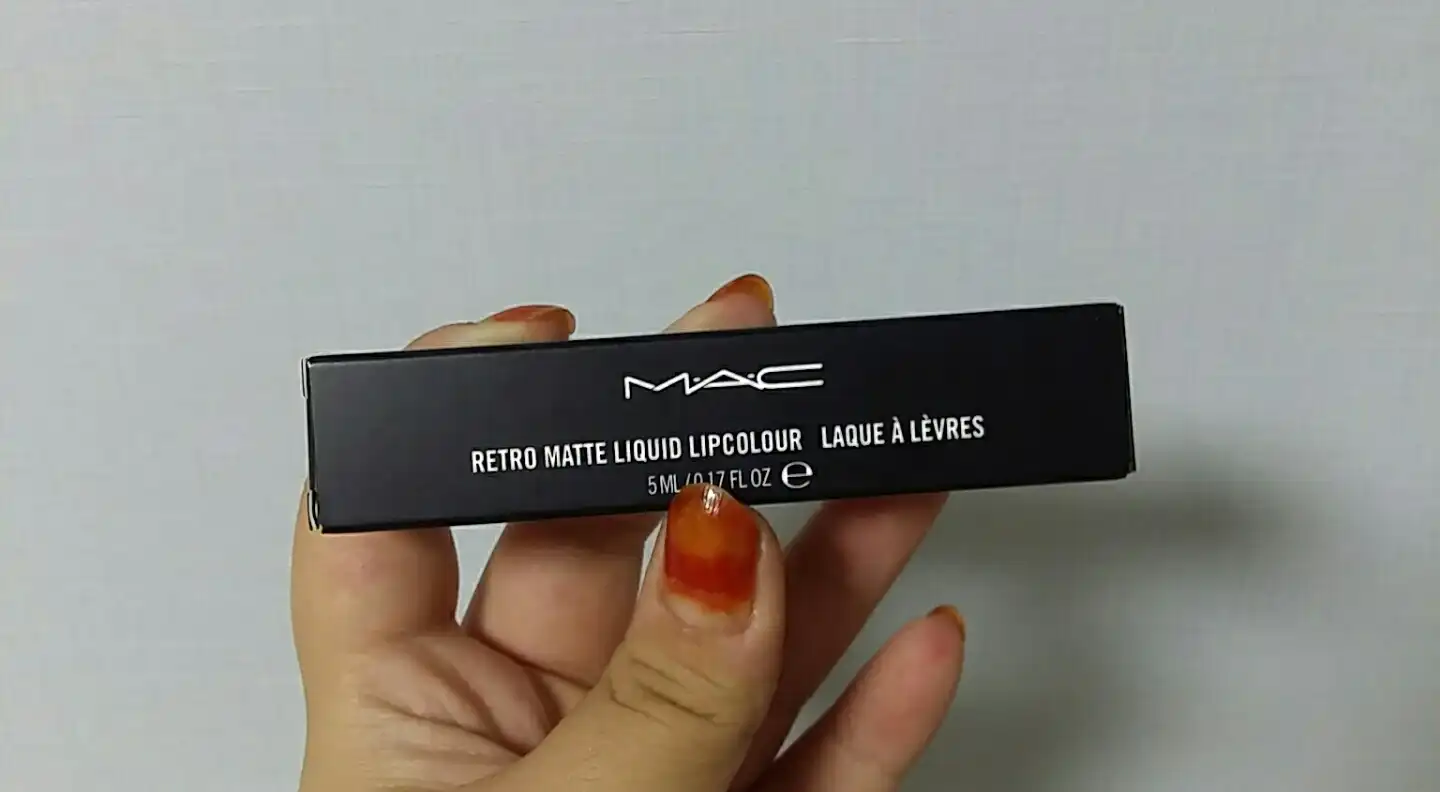 M·A·C
RETRO MATTE LIQUID LIPCOLOUR LAQUE À LÈVRES
5 ML / 0.17 FL OZ ℮